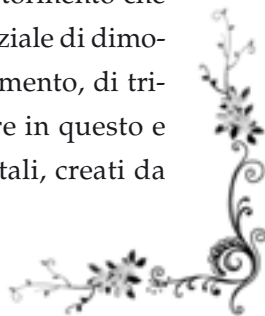 tormento che
ziale di dimo-
mento, di tri-
re in questo e
tali, creati da